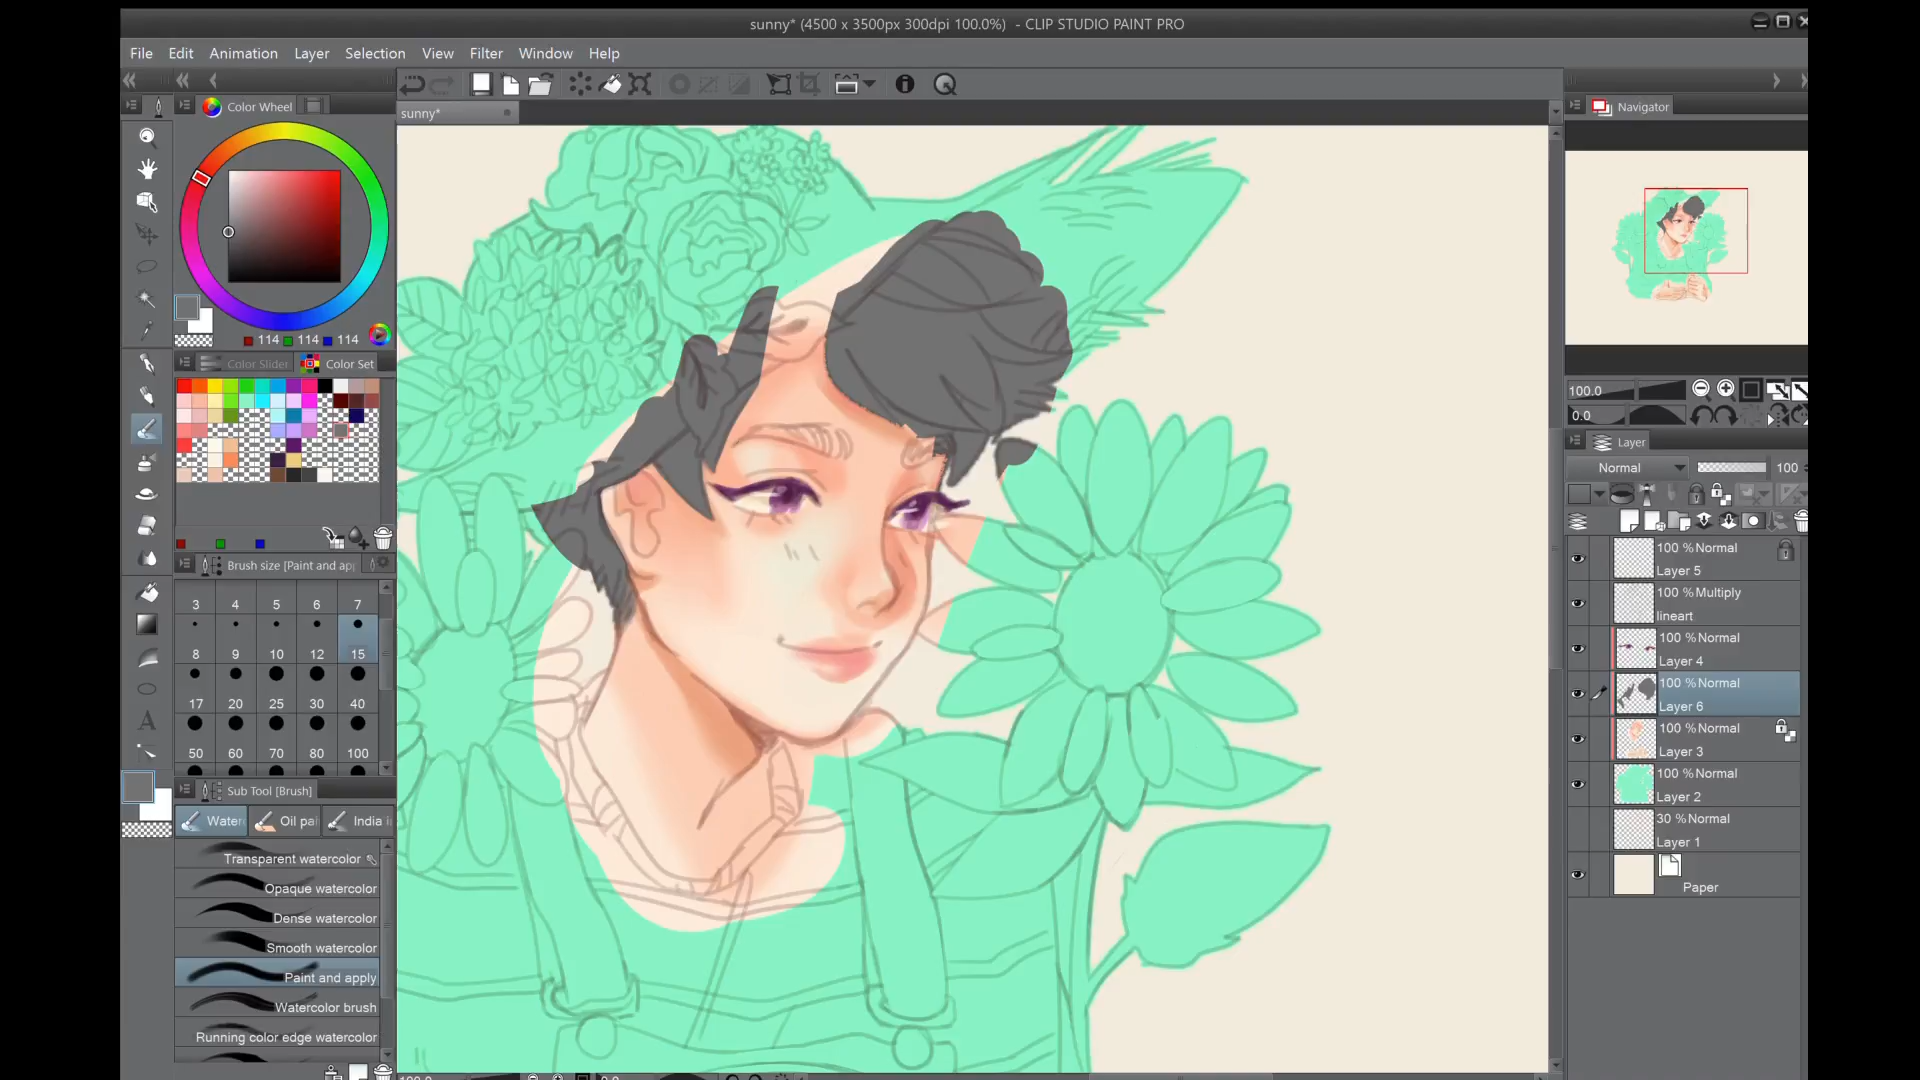 sunny* (4500 x 3500px 300dpi 100.0%) - CLIP STUDIO PAINT PRO
File Edit Animation Layer Selection View Filter Window Help
Color Wheel
sunny*
Navigator
114 114 114
Color Slider Color Set
100.0
0.0
Layer
Normal 100
Brush size [Paint and ap
3 4 5 6 7
8 9 10 12 15
17 20 25 30 40
50 60 70 80 100
Sub Tool [Brush]
Water Oil pai India i
Transparent watercolor
Opaque watercolor
Dense watercolor
Smooth watercolor
Paint and apply
Watercolor brush
Running color edge watercolor
100 %Normal
Layer 5
100 %Multiply
lineart
100 %Normal
Layer 4
100 %Normal
Layer 6
100 %Normal
Layer 3
100 %Normal
Layer 2
30 %Normal
Layer 1
Paper